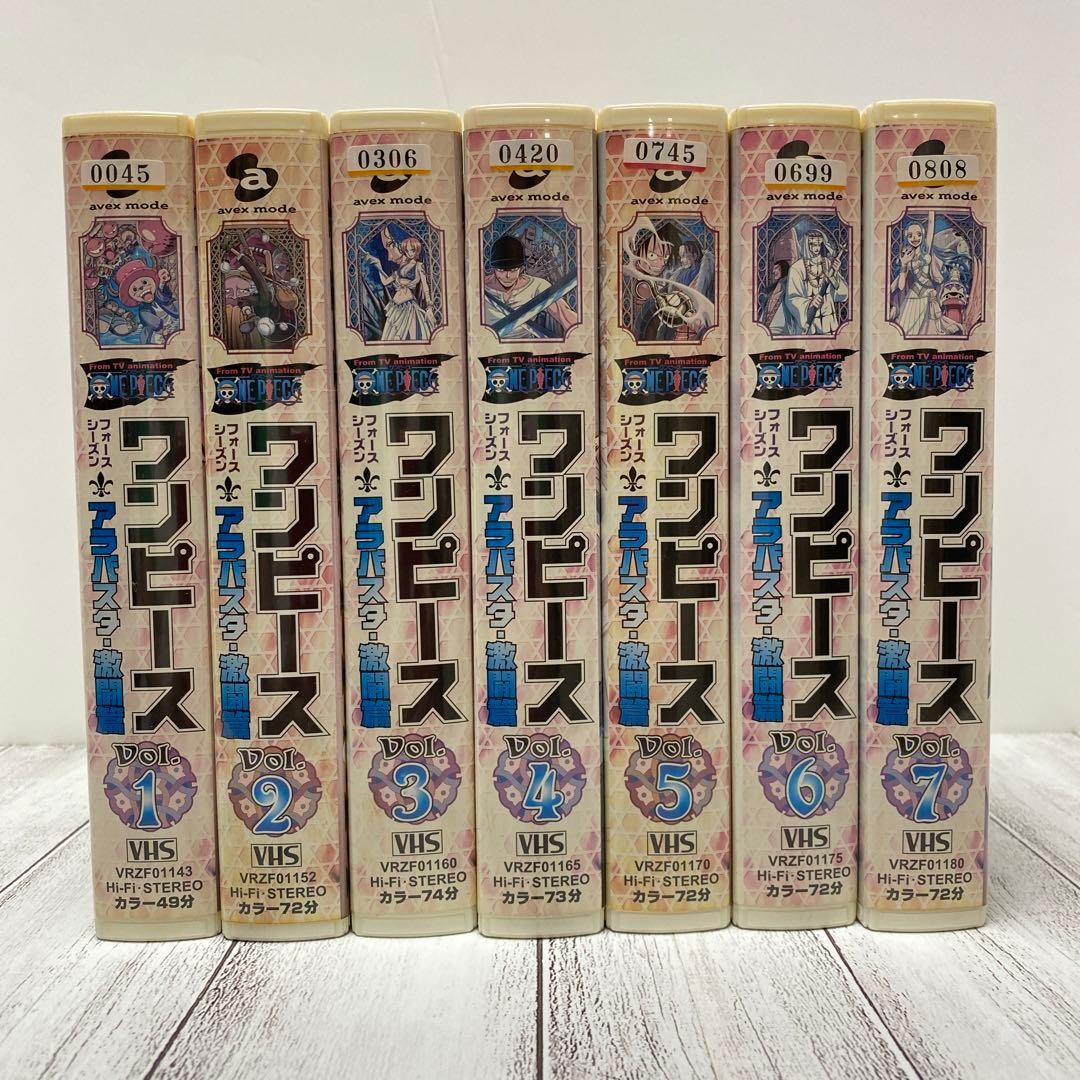 0045
a
avex mode
From TV animation
ONE PIECE
ワンピース
フォース
シーズン
アラバスタ・激闘篇
VOL.
1
VHS
VRZF01143
Hi-Fi・STEREO
カラー49分
a
avex mode
From TV animation
ONE PIECE
ワンピース
フォース
シーズン
アラバスタ・激闘篇
VOL.
2
VHS
VRZF01152
Hi-Fi・STEREO
カラー72分
0306
a
avex mode
From TV animation
ONE PIECE
ワンピース
フォース
シーズン
アラバスタ・激闘篇
VOL.
3
VHS
VRZF01160
Hi-Fi・STEREO
カラー74分
0420
a
avex mode
From TV animation
ONE PIECE
ワンピース
フォース
シーズン
アラバスタ・激闘篇
VOL.
4
VHS
VRZF01165
Hi-Fi・STEREO
カラー73分
0745
a
avex mode
From TV animation
ONE PIECE
ワンピース
フォース
シーズン
アラバスタ・激闘篇
VOL.
5
VHS
VRZF01170
Hi-Fi・STEREO
カラー72分
0699
avex mode
From TV animation
ONE PIECE
ワンピース
フォース
シーズン
アラバスタ・激闘篇
VOL.
6
VHS
VRZF01175
Hi-Fi・STEREO
カラー72分
0808
avex mode
From TV animation
ONE PIECE
ワンピース
フォース
シーズン
アラバスタ・激闘篇
VOL.
7
VHS
VRZF01180
Hi-Fi・STEREO
カラー72分